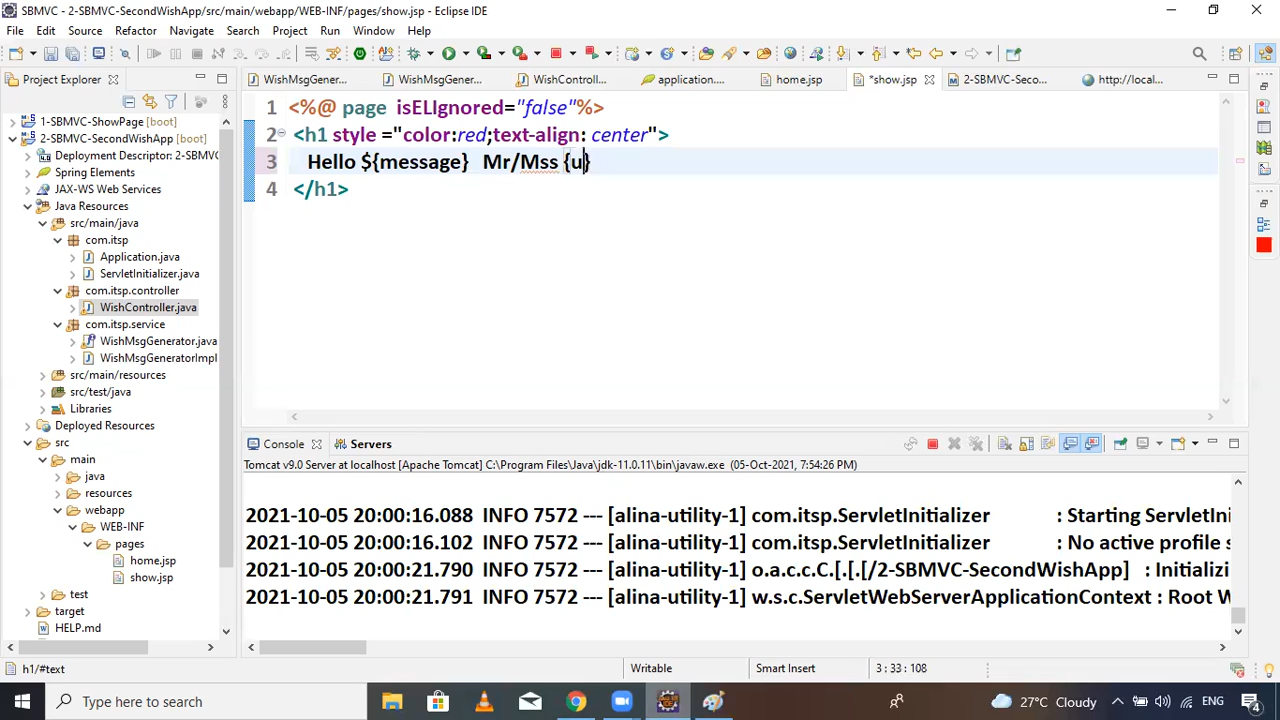 SBMVC - 2-SBMVC-SecondWishApp/src/main/webapp/WEB-INF/pages/show.jsp - Eclipse IDE
File Edit Source Refactor Navigate Search Project Run Window Help
Project Explorer
WishMsgGener...
WishMsgGener...
WishControll...
application....
home.jsp
*show.jsp
2-SBMVC-Seco...
http://local...
1-SBMVC-ShowPage [boot]
2-SBMVC-SecondWishApp [boot]
Deployment Descriptor: 2-SBMVC
Spring Elements
JAX-WS Web Services
Java Resources
src/main/java
com.itsp
Application.java
ServletInitializer.java
com.itsp.controller
WishController.java
com.itsp.service
WishMsgGenerator.java
WishMsgGeneratorImpl
src/main/resources
src/test/java
Libraries
Deployed Resources
src
main
java
resources
webapp
WEB-INF
pages
home.jsp
show.jsp
test
target
HELP.md
1 <%@ page isELIgnored="false"%>
2 <h1 style ="color:red;text-align: center">
3 Hello ${message} Mr/Mss {u}
4 </h1>
Console Servers
Tomcat v9.0 Server at localhost [Apache Tomcat] C:\Program Files\Java\jdk-11.0.11\bin\javaw.exe (05-Oct-2021, 7:54:26 PM)
2021-10-05 20:00:16.088 INFO 7572 --- [alina-utility-1] com.itsp.ServletInitializer : Starting ServletIni
2021-10-05 20:00:16.102 INFO 7572 --- [alina-utility-1] com.itsp.ServletInitializer : No active profile s
2021-10-05 20:00:21.790 INFO 7572 --- [alina-utility-1] o.a.c.c.C.[.[.[/2-SBMVC-SecondWishApp] : Initializi
2021-10-05 20:00:21.791 INFO 7572 --- [alina-utility-1] w.s.c.ServletWebServerApplicationContext : Root W
h1/#text Writable Smart Insert 3 : 33 : 108
Type here to search 27°C Cloudy ENG 4